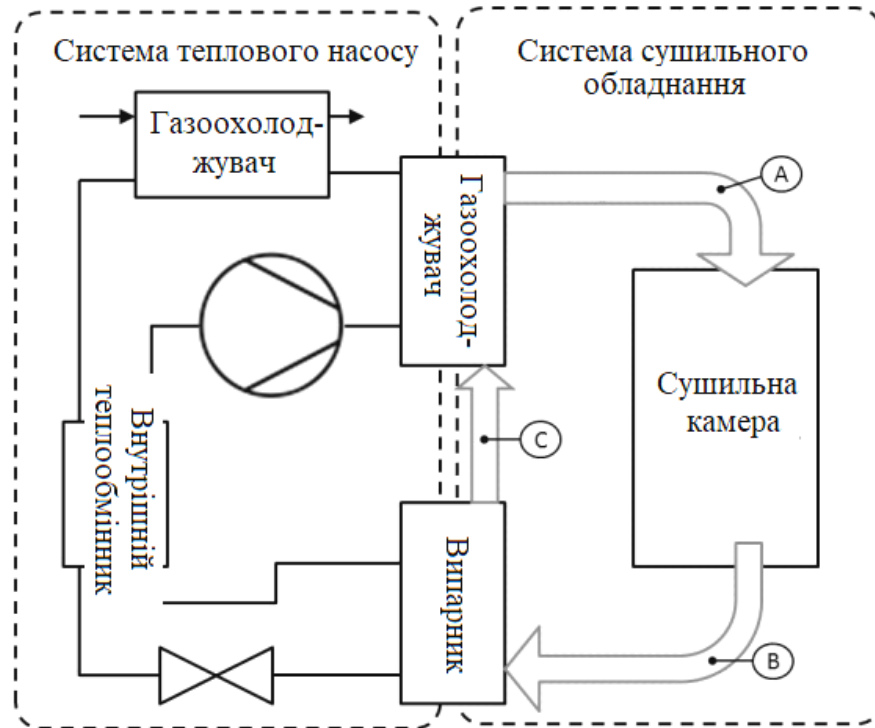 Система теплового насосу
Система сушильного
обладнання
Газоохолод-
жувач
Газоохолод-
жувач
A
Сушильна
камера
Внутрішній
теплообмінник
C
Випарник
B